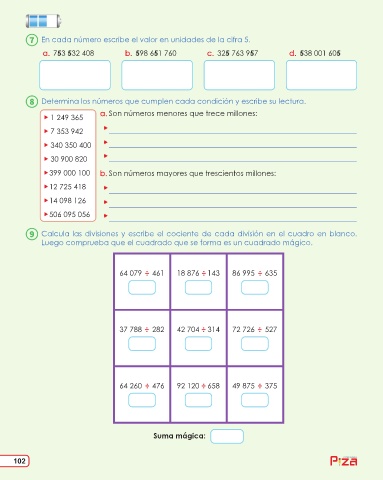 7 En cada número escribe el valor en unidades de la cifra 5.
a. 753 532 408 b. 598 651 760 c. 325 763 957 d. 538 001 605
8 Determina los números que cumplen cada condición y escribe su lectura.
1 249 365
7 353 942
340 350 400
30 900 820
399 000 100
12 725 418
14 098 126
506 095 056
a. Son números menores que trece millones:
b. Son números mayores que trescientos millones:
9 Calcula las divisiones y escribe el cociente de cada división en el cuadro en blanco.
Luego comprueba que el cuadrado que se forma es un cuadrado mágico.
64 079 ÷ 461 18 876 ÷ 143 86 995 ÷ 635
37 788 ÷ 282 42 704 ÷ 314 72 726 ÷ 527
64 260 ÷ 476 92 120 ÷ 658 49 875 ÷ 375
Suma mágica:
102